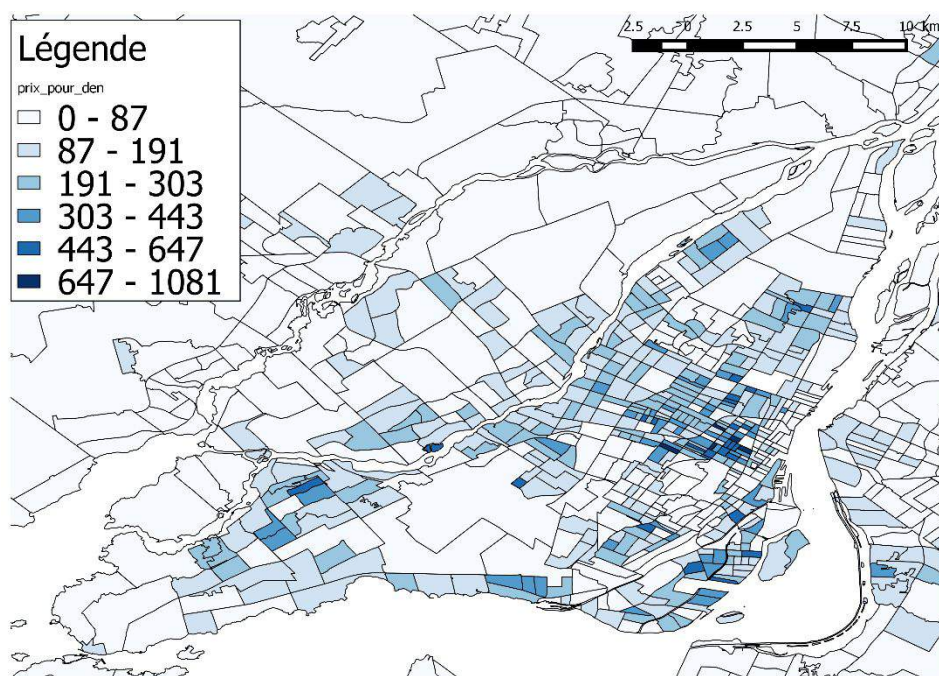 Légende
prix_pour_den
0 - 87
87 - 191
191 - 303
303 - 443
443 - 647
647 - 1081
2.5 0 2.5 5 7.5 10 km